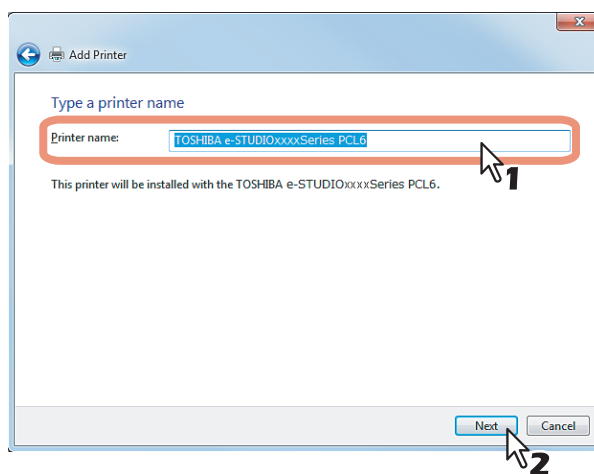 x
Add Printer
Type a printer name
Printer name: TOSHIBA e-STUDIOxxxxSeries PCL6
1
This printer will be installed with the TOSHIBA e-STUDIOxxxxSeries PCL6.
Next Cancel
2